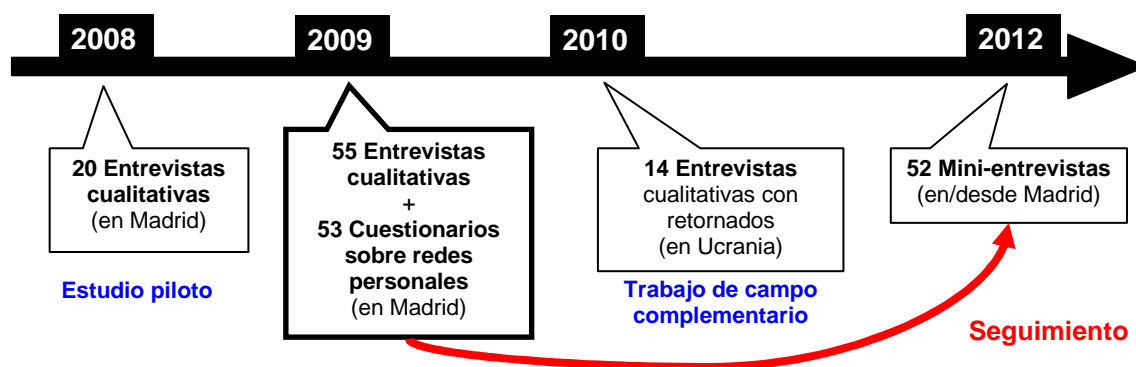 2008
2009
2010
2012
20 Entrevistas
cualitativas
(en Madrid)
Estudio piloto
55 Entrevistas
cualitativas
+
53 Cuestionarios
sobre redes
personales
(en Madrid)
14 Entrevistas
cualitativas con
retornados
(en Ucrania)
Trabajo de campo
complementario
52 Mini-entrevistas
(en/desde Madrid)
Seguimiento